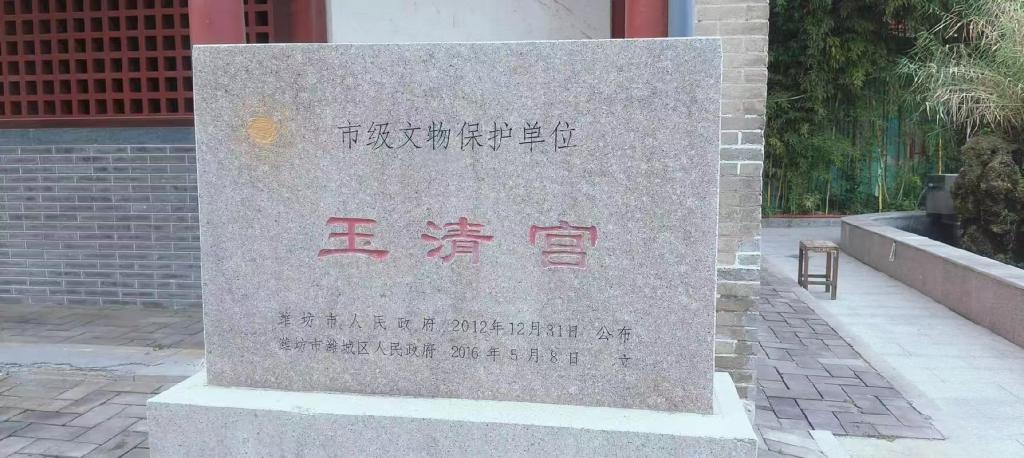 市级文物保护单位
玉清宫
潍坊市人民政府 2012年12月31日 公布
潍坊市潍城区人民政府 2016年5月8日 立